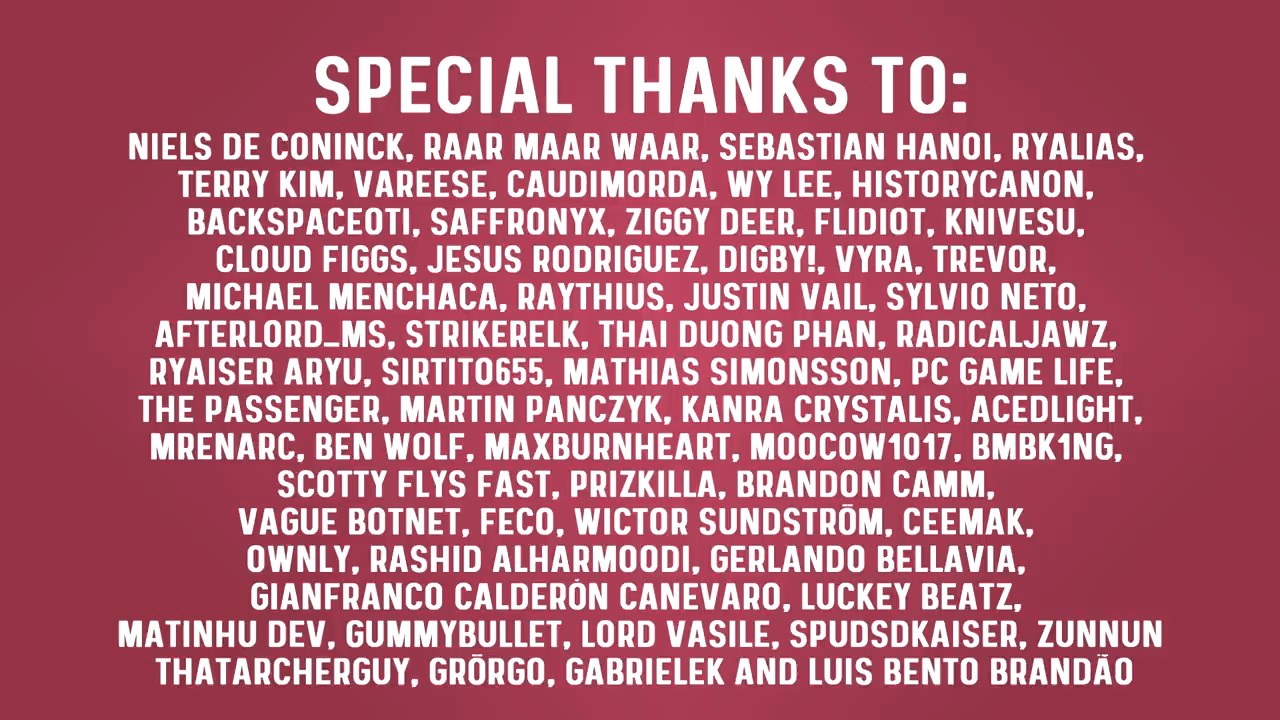 SPECIAL THANKS TO:
NIELS DE CONINCK, RAAR MAAR WAAR, SEBASTIAN HANOI, RYALIAS,
TERRY KIM, VAREESE, CAUDIMORDA, WY LEE, HISTORYCANON,
BACKSPACEOTI, SAFFRONYX, ZIGGY DEER, FLIDIOT, KNIVESU,
CLOUD FIGGS, JESUS RODRIGUEZ, DIGBY!, VYRA, TREVOR,
MICHAEL MENCHACA, RAYTHIUS, JUSTIN VAIL, SYLVIO NETO,
AFTERLORD_MS, STRIKERELK, THAI DUONG PHAN, RADICALJAWZ,
RYAISER ARYU, SIRTITO655, MATHIAS SIMONSSON, PC GAME LIFE,
THE PASSENGER, MARTIN PANCZYK, KANRA CRYSTALIS, ACEDLIGHT,
MRENARC, BEN WOLF, MAXBURNHEART, MOOCOW1017, BMBK1NG,
SCOTTY FLYS FAST, PRIZKILLA, BRANDON CAMM,
VAGUE BOTNET, FECO, WICTOR SUNDSTRÖM, CEEMAK,
OWNLY, RASHID ALHARMOODI, GERLANDO BELLAVIA,
GIANFRANCO CALDERÓN CANEVARO, LUCKEY BEATZ,
MATINHU DEV, GUMMYBULLET, LORD VASILE, SPUDSDKAISER, ZUNNUN
THATARCHERGUY, GRÖRGO, GABRIELEK AND LUIS BENTO BRANDÃO